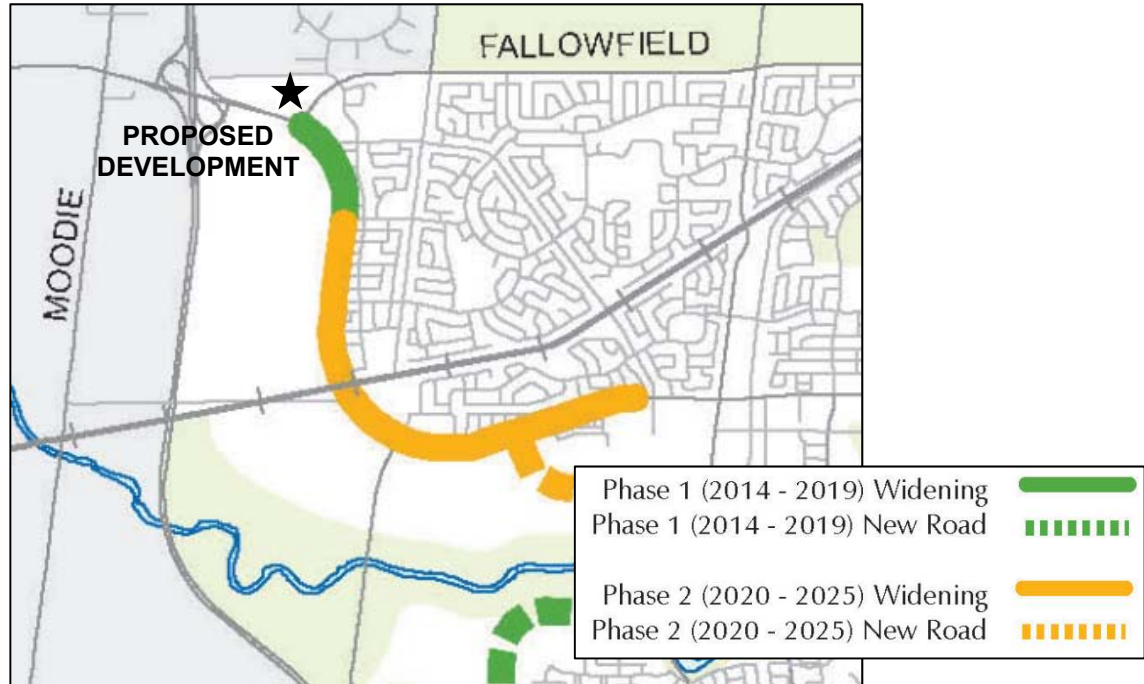 FALLOWFIELD
PROPOSED
DEVELOPMENT
MOODIE
Phase 1 (2014 - 2019) Widening
Phase 1 (2014 - 2019) New Road
Phase 2 (2020 - 2025) Widening
Phase 2 (2020 - 2025) New Road